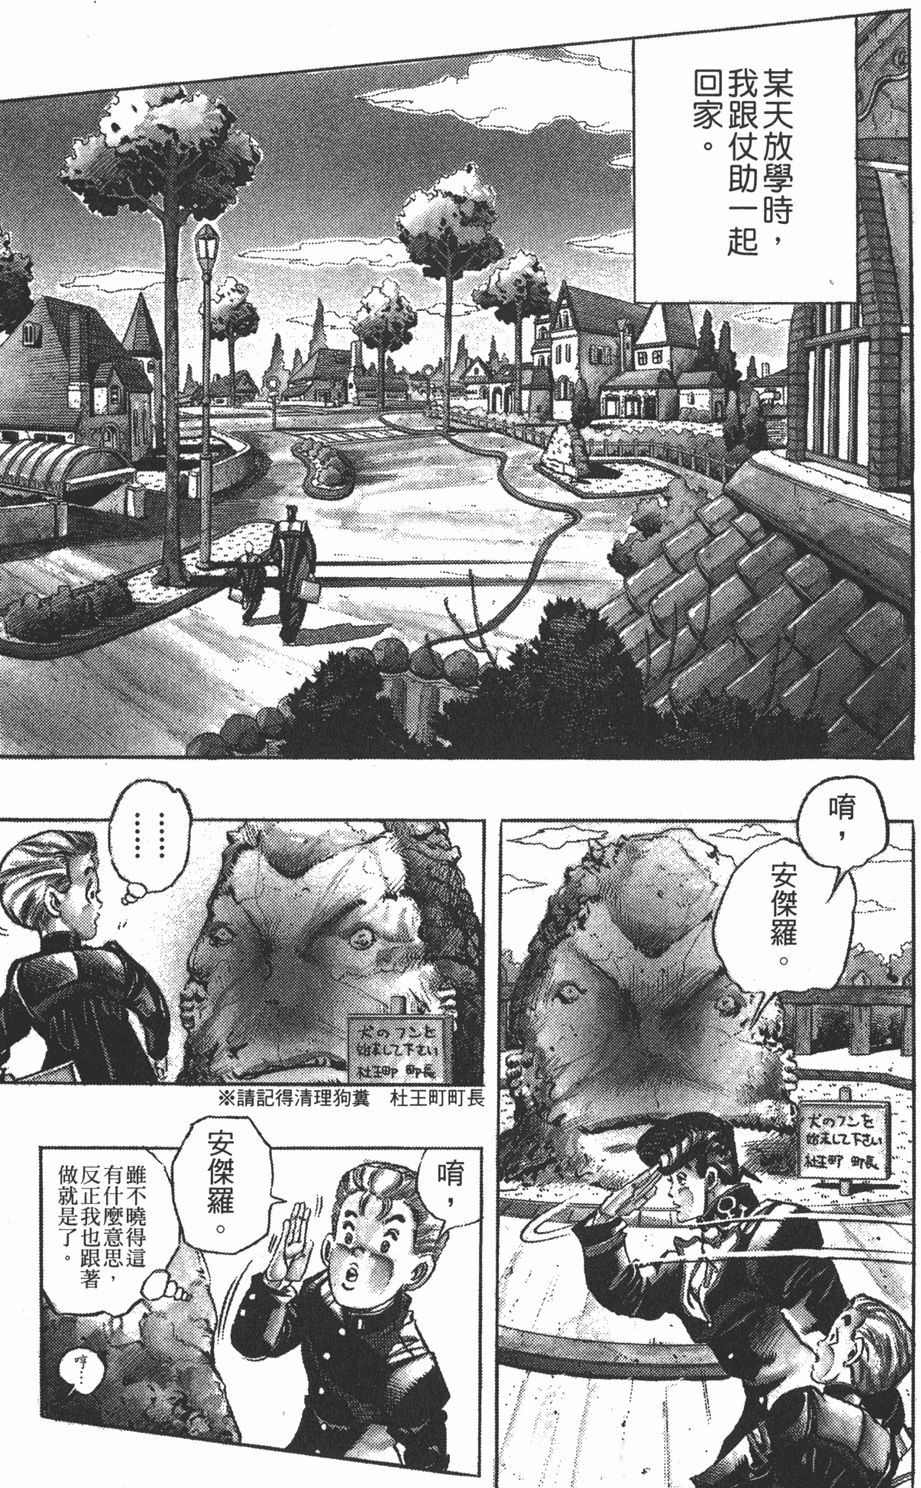 某天放學時，
我跟仗助一起
回家。
唷，
安傑羅。
犬のフンを
始末して下さい
杜王町 町長
………
………
犬のフンを
始末して下さい
杜王町 町長
※請記得清理狗糞 杜王町町長
唷，
安傑羅。
雖不曉得這
有什麼意思，
反正我也跟著
做就是了。
哼…